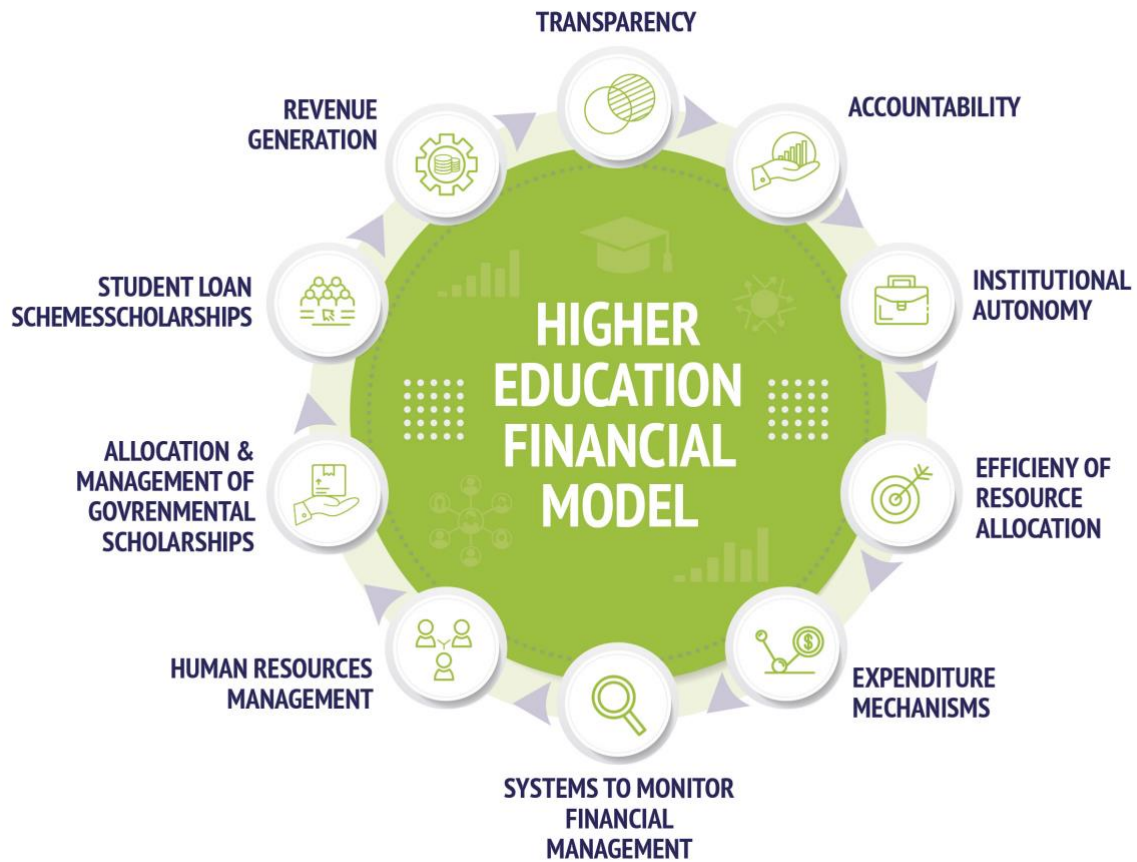 TRANSPARENCY
ACCOUNTABILITY
INSTITUTIONAL
AUTONOMY
EFFICIENY OF
RESOURCE
ALLOCATION
EXPENDITURE
MECHANISMS
SYSTEMS TO MONITOR
FINANCIAL
MANAGEMENT
HUMAN RESOURCES
MANAGEMENT
ALLOCATION &
MANAGEMENT OF
GOVRENMENTAL
SCHOLARSHIPS
STUDENT LOAN
SCHEMESSCHOLARSHIPS
REVENUE
GENERATION
HIGHER
EDUCATION
FINANCIAL
MODEL
$